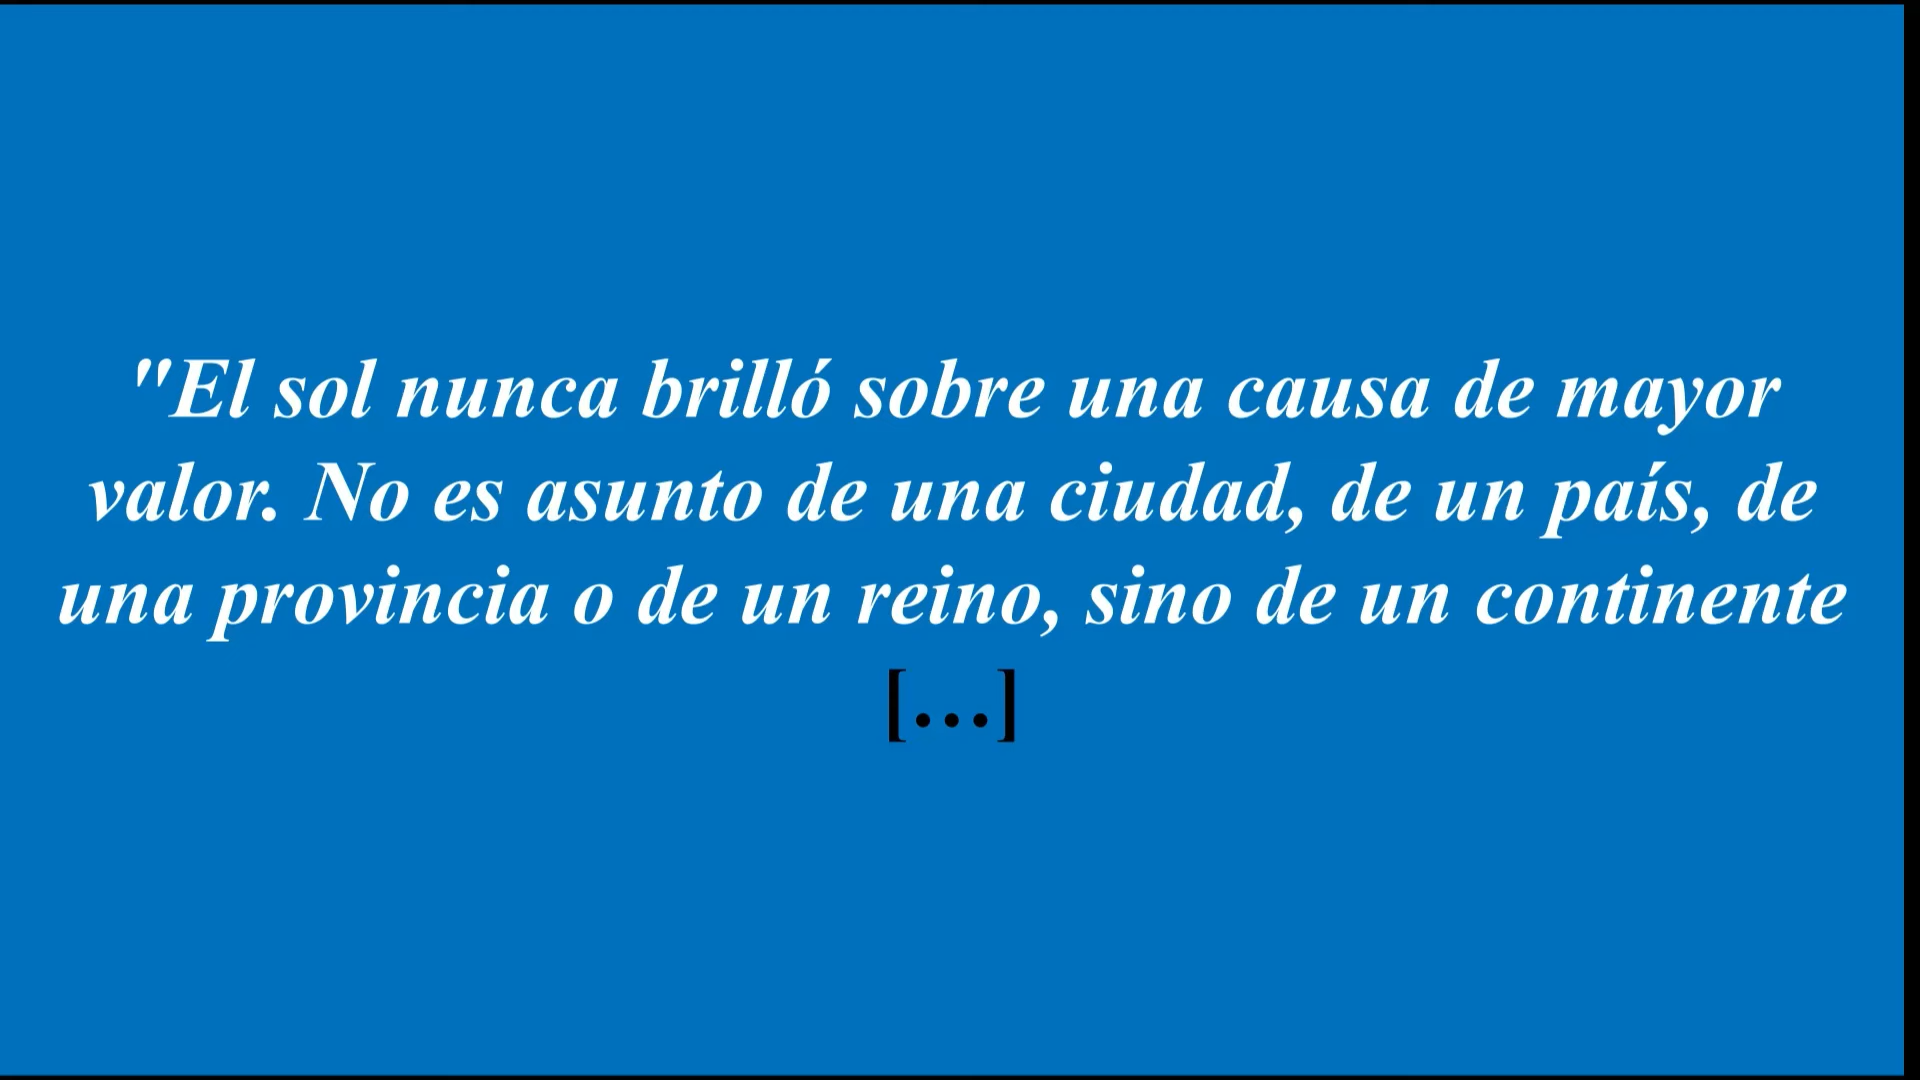 "El sol nunca brilló sobre una causa de mayor
valor. No es asunto de una ciudad, de un país, de
una provincia o de un reino, sino de un continente
[...]